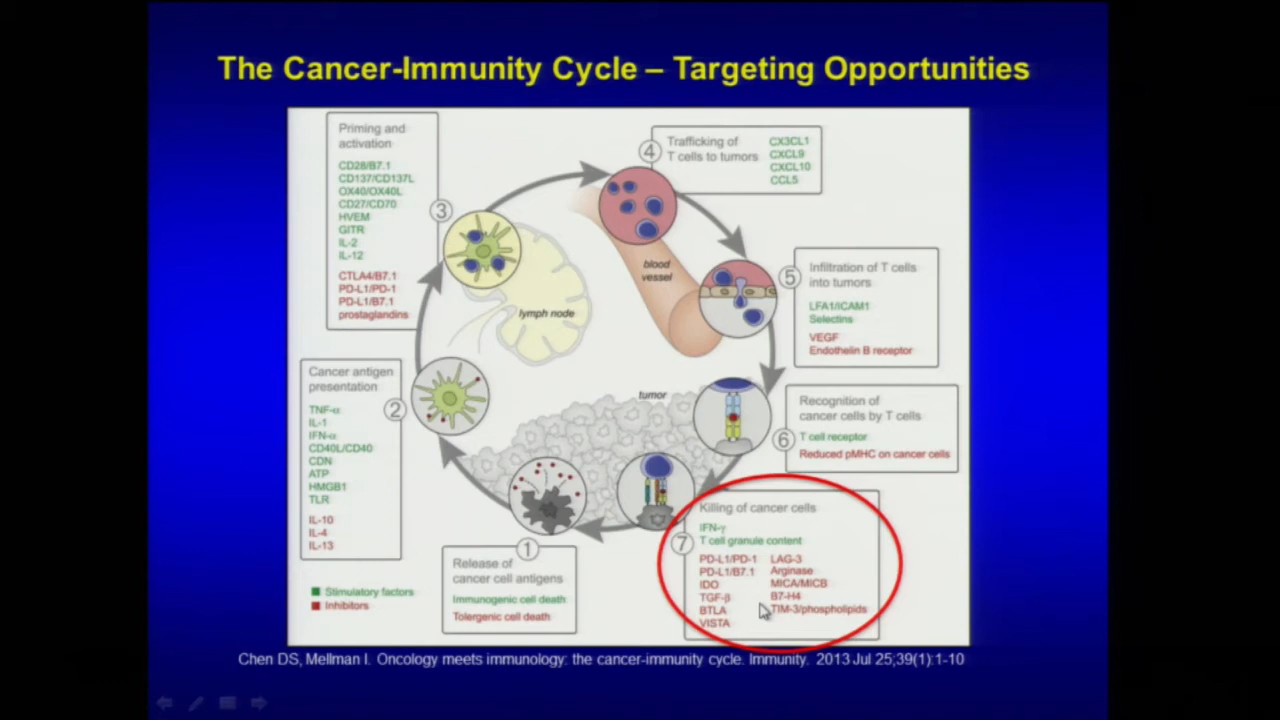 The Cancer-Immunity Cycle – Targeting Opportunities
Priming and
activation
CD28/B7.1
CD137/CD137L
OX40/OX40L
CD27/CD70
HVEM
GITR
IL-2
IL-12
CTLA4/B7.1
PD-L1/PD-1
PD-L1/B7.1
prostaglandins
3
lymph node
4
Trafficking of
T cells to tumors
CX3CL1
CXCL9
CXCL10
CCL5
blood
vessel
5
Infiltration of T cells
into tumors
LFA1/ICAM1
Selectins
VEGF
Endothelin B receptor
Cancer antigen
presentation
TNF-α
IL-1
IFN-α
CD40L/CD40
CDN
ATP
HMGB1
TLR
IL-10
IL-4
IL-13
2
tumor
6
Recognition of
cancer cells by T cells
T cell receptor
Reduced pMHC on cancer cells
7
Killing of cancer cells
IFN-γ
T cell granule content
PD-L1/PD-1 LAG-3
PD-L1/B7.1 Arginase
IDO MICA/MICB
TGF-β B7-H4
BTLA TIM-3/phospholipids
VISTA
1
Release of
cancer cell antigens
Immunogenic cell death
Tolergenic cell death
Stimulatory factors
Inhibitors
Chen DS, Mellman I. Oncology meets immunology: the cancer-immunity cycle. Immunity. 2013 Jul 25;39(1):1-10